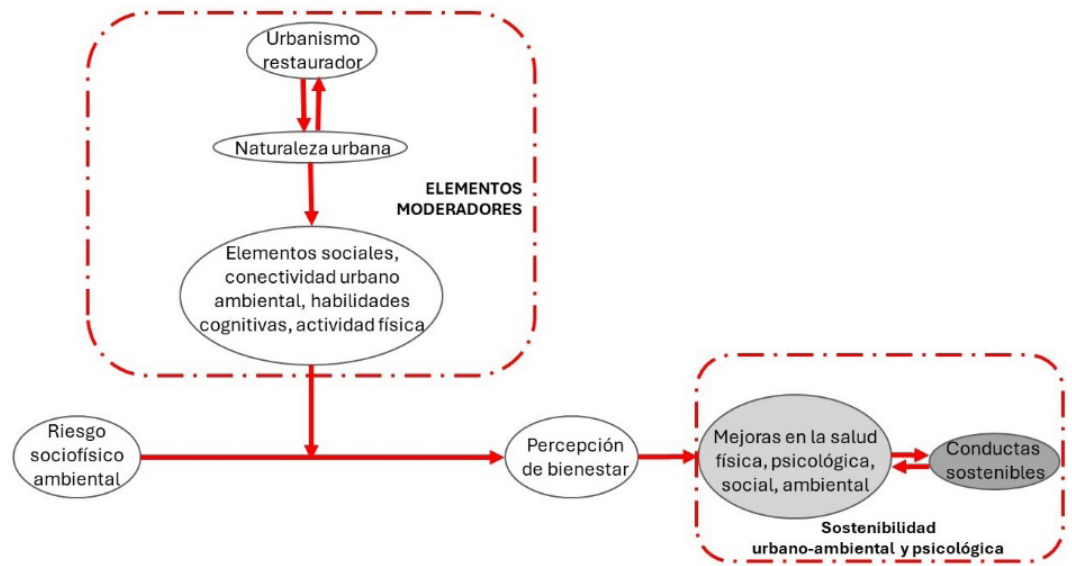 Urbanismo
restaurador
Naturaleza urbana
ELEMENTOS
MODERADORES
Elementos sociales,
conectividad urbano
ambiental, habilidades
cognitivas, actividad física
Riesgo
sociofísico
ambiental
Percepción
de bienestar
Mejoras en la salud
física, psicológica,
social, ambiental
Conductas
sostenibles
Sostenibilidad
urbano-ambiental y psicológica